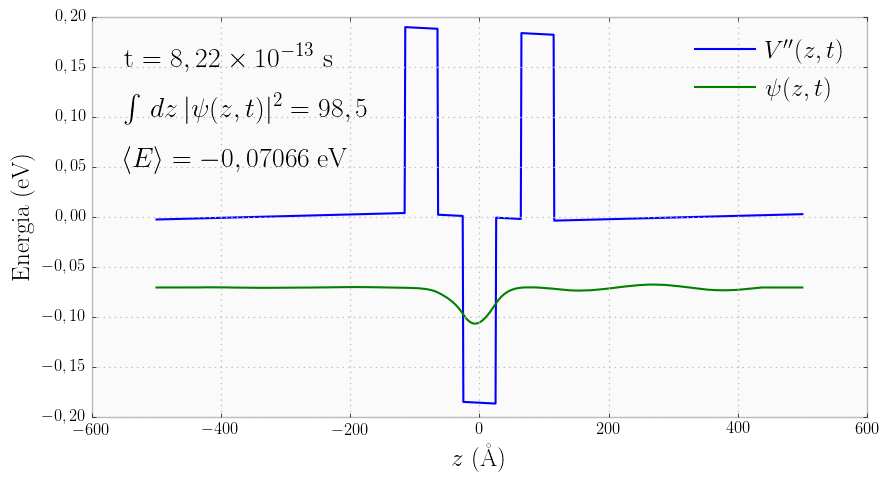 t = 8,22 × 10⁻¹³ s
∫ dz |ψ(z,t)|² = 98,5
⟨E⟩ = −0,07066 eV
V″(z,t)
ψ(z,t)
Energia (eV)
0,20
0,15
0,10
0,05
0,00
−0,05
−0,10
−0,15
−0,20
−600 −400 −200 0 200 400 600
z (Å)